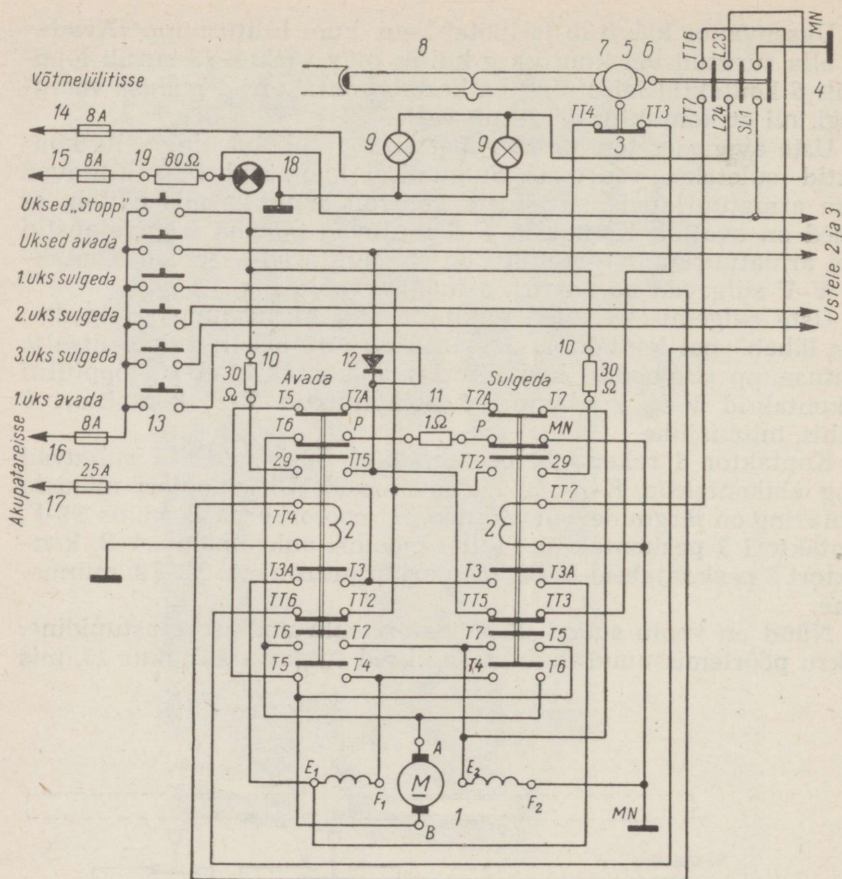 8
7 5 6
TT6
L23
MN
Võtmelülitisse
TT7
L24
SL1
4
14
8A
TT4
TT3
3
9
9
15
8A
19
80Ω
18
Uksed „Stopp"
Uksed avada
1. uks sulgeda
2. uks sulgeda
3. uks sulgeda
1. uks avada
Ustele 2 ja 3
10
30
Ω
12
Avada
Sulgeda
10
30
Ω
13
T5
T7A
11
T7A
T7
T6
P
1Ω
P
MN
16
8A
29
TT5
TT2
29
17
25A
Akupatareisse
TT4
2
2
TT7
T3A
T3
T3
T3A
TT6
TT2
TT5
TT3
T6
T7
T7
T5
T5
T4
T4
T6
A
E1
F1
M
1
E2
F2
B
MN